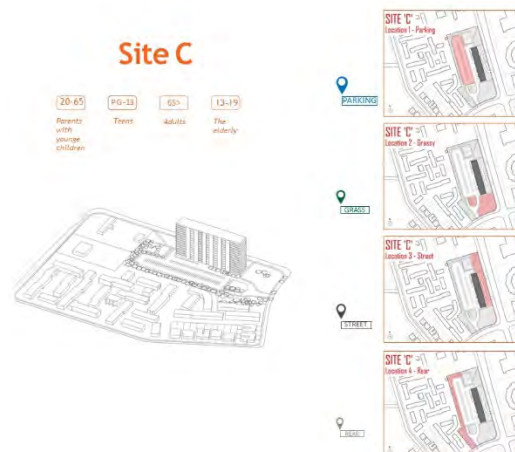 Site C
20-65
PG-13
65>
13-19
Parents
with
younge
children
Teens
Adults
The
elderly
SITE 'C'
Location 1 - Parking
PARKING
SITE 'C'
Location 2 - Grassy
GRASS
SITE 'C'
Location 3 - Street
STREET
SITE 'C'
Location 4 - Rear
REAR